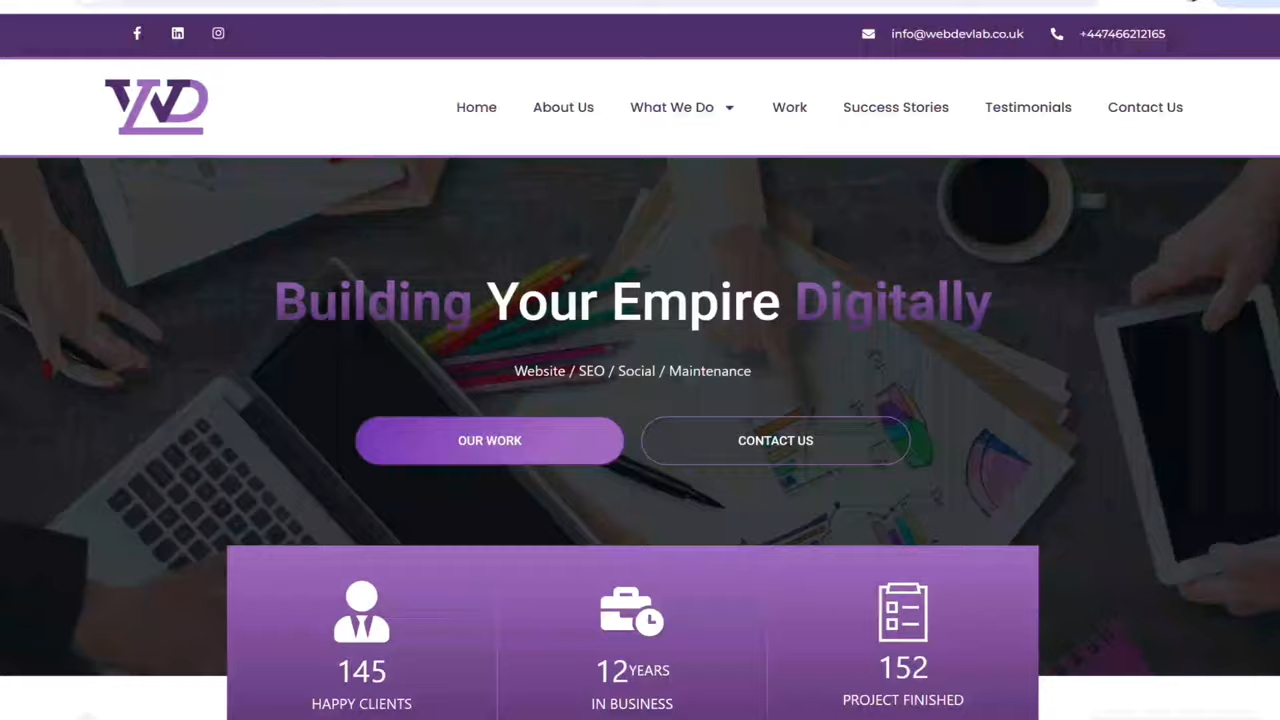 info@webdevlab.co.uk +447466212165
WD
Home About Us What We Do Work Success Stories Testimonials Contact Us
Building Your Empire Digitally
Website / SEO / Social / Maintenance
OUR WORK CONTACT US
145 12YEARS 152
HAPPY CLIENTS IN BUSINESS PROJECT FINISHED